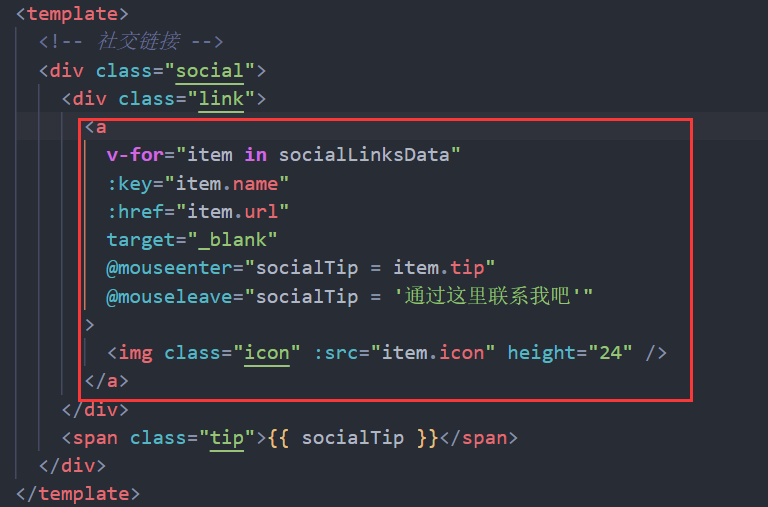 <template>
<!-- 社交链接 -->
<div class="social">
<div class="link">
<a
v-for="item in socialLinksData"
:key="item.name"
:href="item.url"
target="_blank"
@mouseenter="socialTip = item.tip"
@mouseleave="socialTip = '通过这里联系我吧'"
>
<img class="icon" :src="item.icon" height="24" />
</a>
</div>
<span class="tip">{{ socialTip }}</span>
</div>
</template>